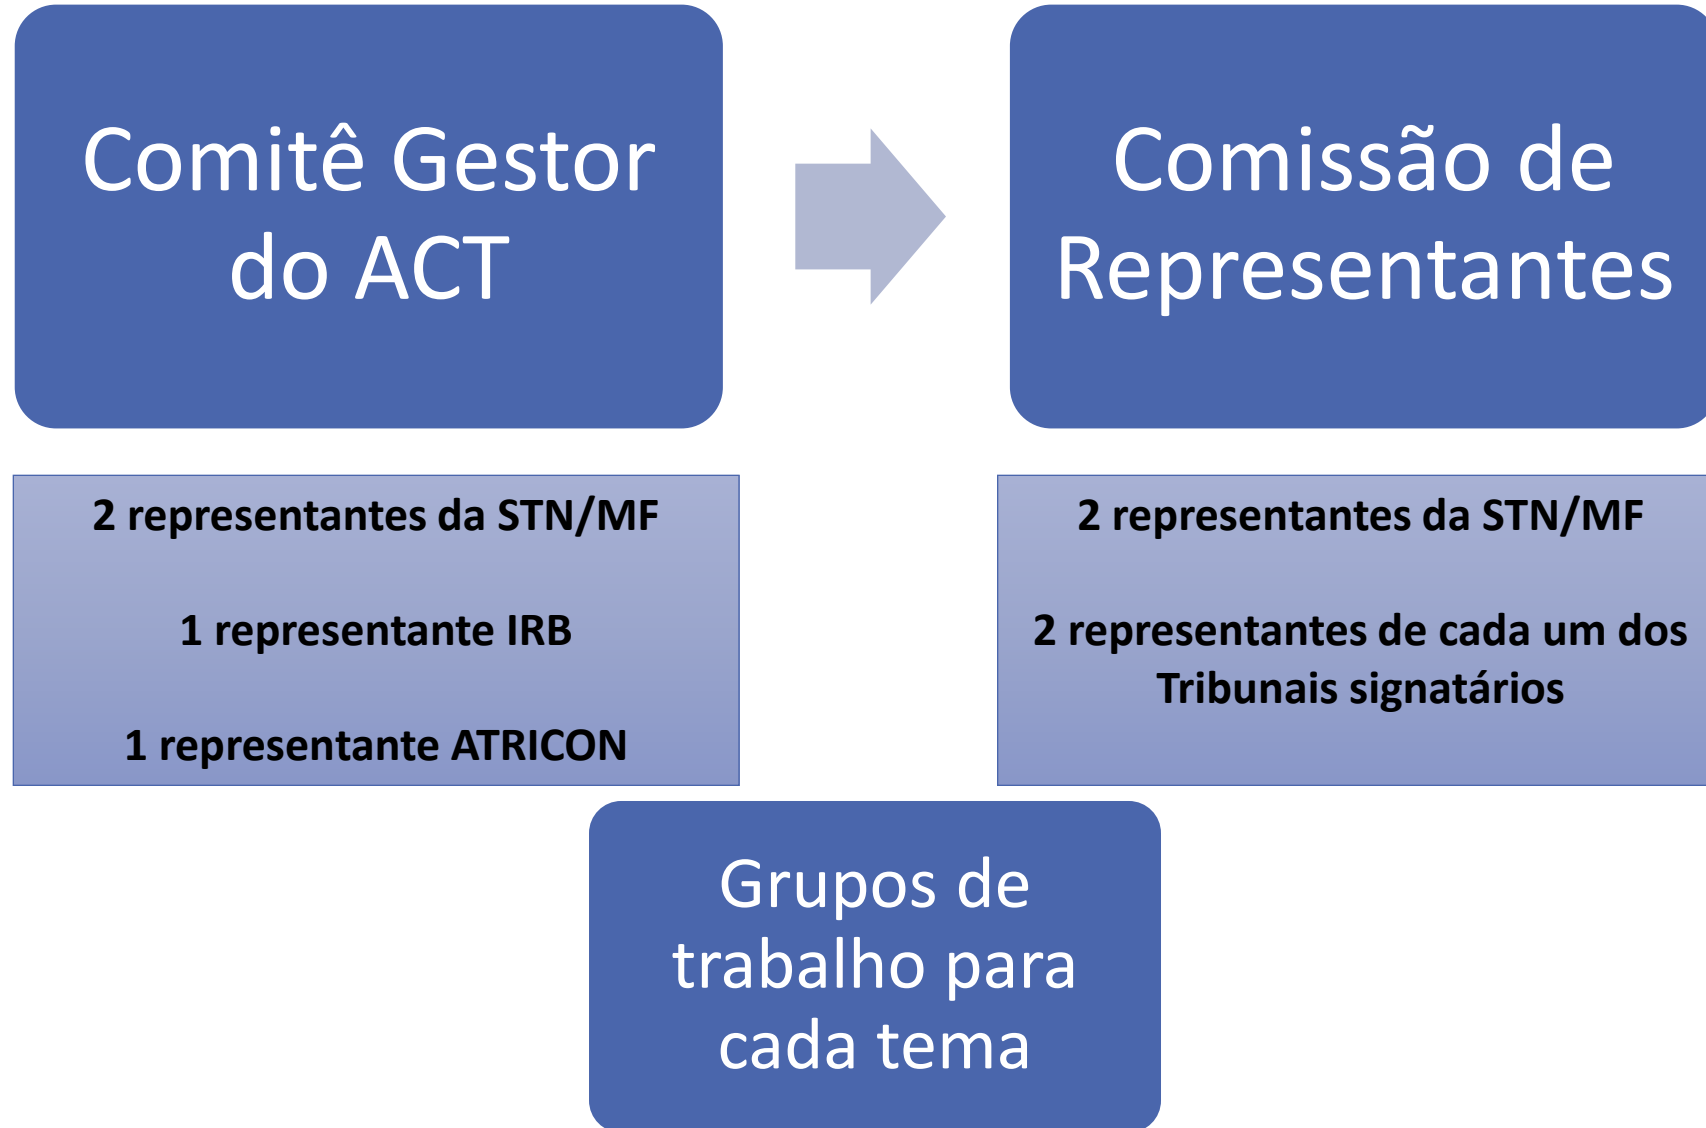 Comitê Gestor
do ACT
Comissão de
Representantes
2 representantes da STN/MF
1 representante IRB
1 representante ATRICON
2 representantes da STN/MF
2 representantes de cada um dos
Tribunais signatários
Grupos de
trabalho para
cada tema